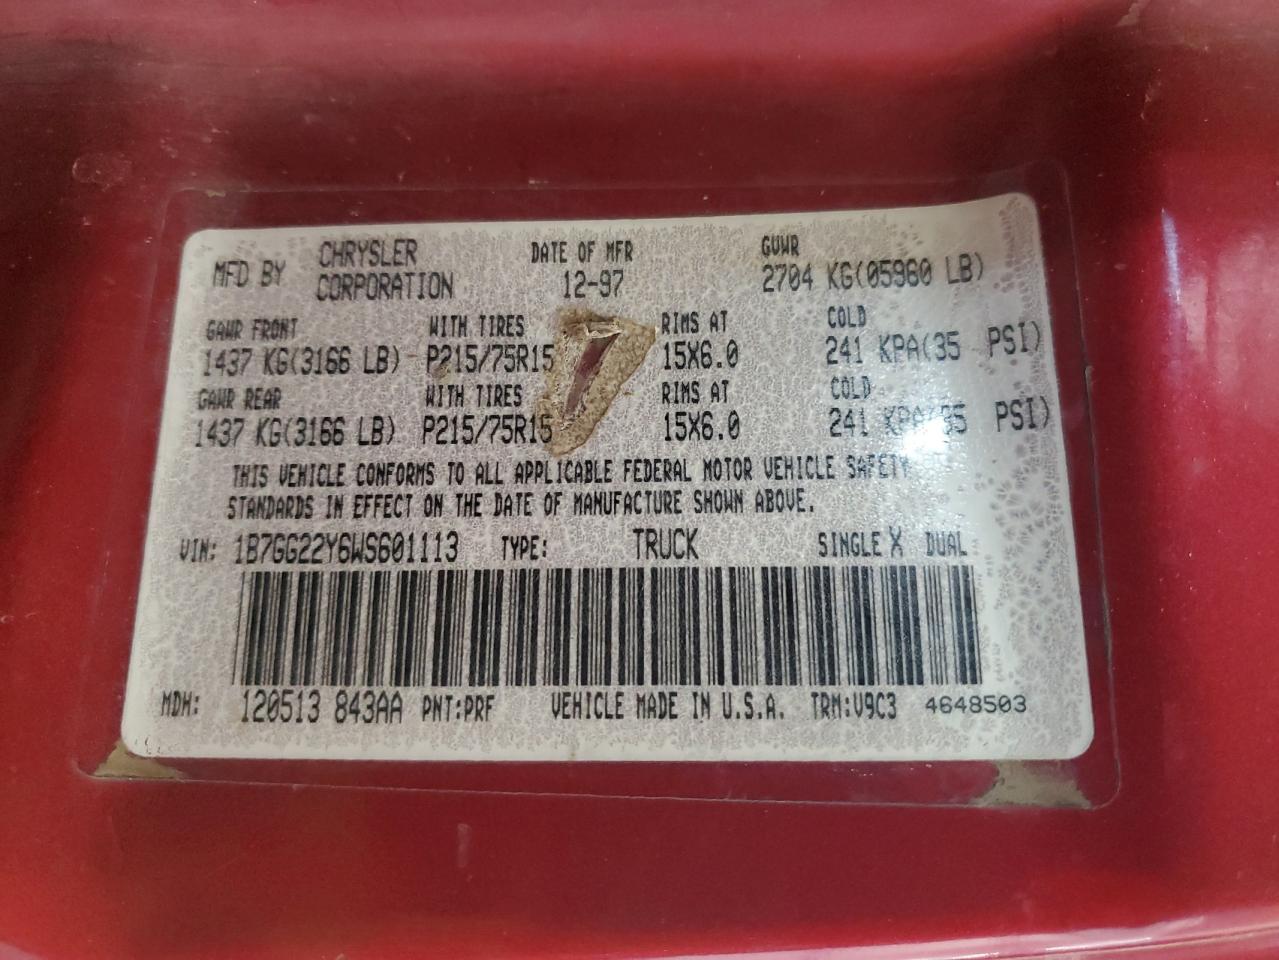 MFD BY CHRYSLER CORPORATION DATE OF MFR 12-97 GVWR 2704 KG(05960 LB)
GAWR FRONT WITH TIRES RIMS AT COLD
1437 KG(3166 LB) P215/75R15 15X6.0 241 KPA(35 PSI)
GAWR REAR WITH TIRES RIMS AT COLD
1437 KG(3166 LB) P215/75R15 15X6.0 241 KPA(35 PSI)
THIS VEHICLE CONFORMS TO ALL APPLICABLE FEDERAL MOTOR VEHICLE SAFETY
STANDARDS IN EFFECT ON THE DATE OF MANUFACTURE SHOWN ABOVE.
VIN: 1B7GG22Y6WS601113 TYPE: TRUCK SINGLE X DUAL
MDH: 120513 843AA PNT:PRF VEHICLE MADE IN U.S.A. TRM:V9C3 4648503